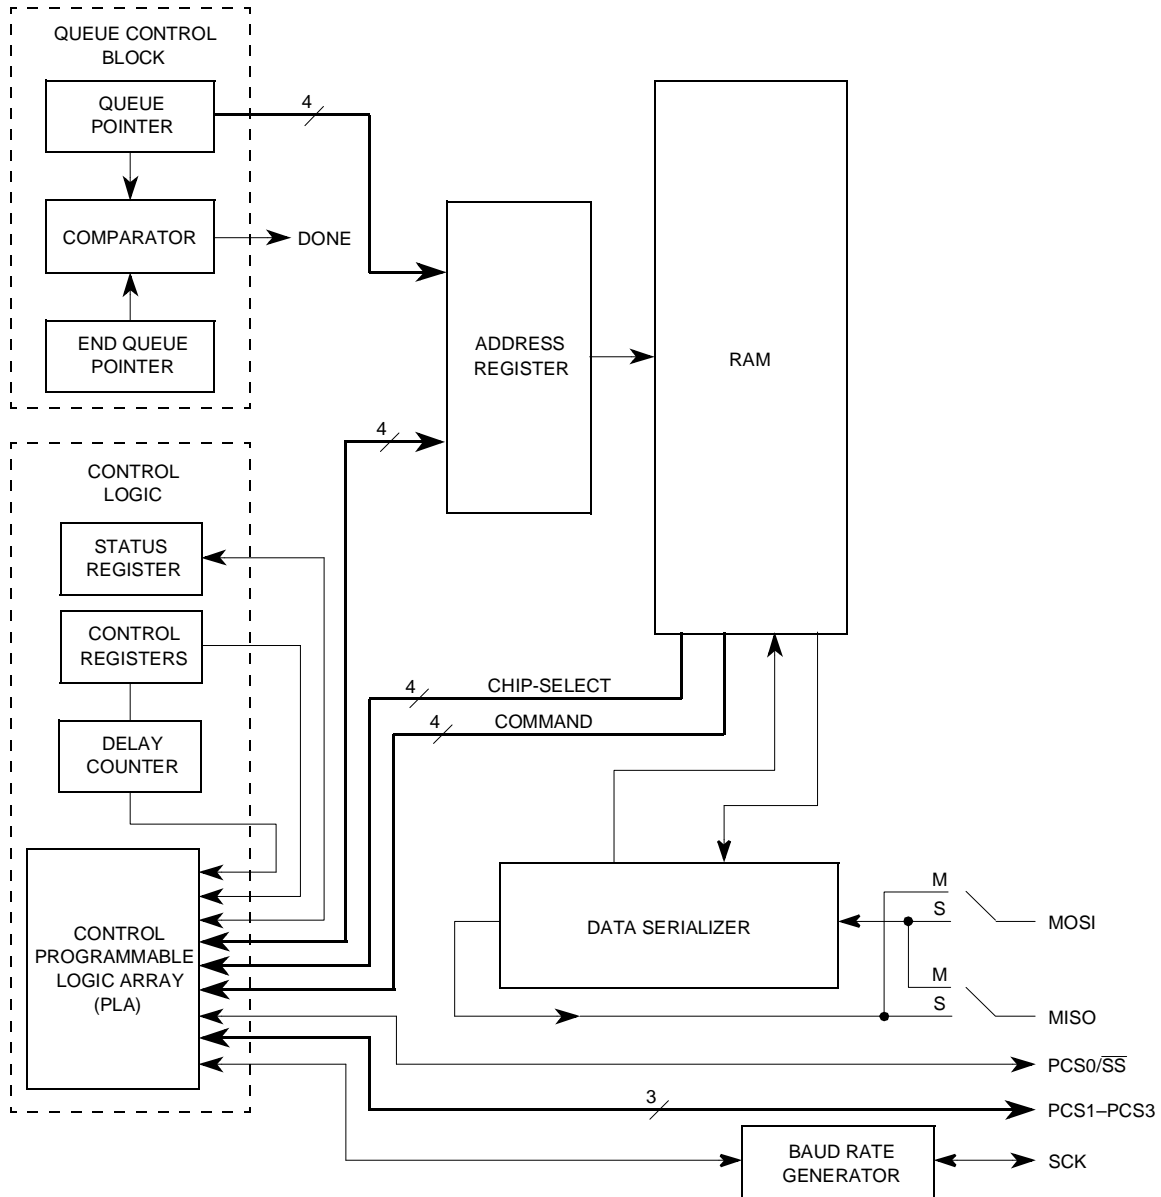 QUEUE CONTROL
BLOCK
QUEUE
POINTER
4
COMPARATOR
DONE
END QUEUE
POINTER
ADDRESS
REGISTER
RAM
4
CONTROL
LOGIC
STATUS
REGISTER
CONTROL
REGISTERS
DELAY
COUNTER
4
CHIP-SELECT
4
COMMAND
CONTROL
PROGRAMMABLE
LOGIC ARRAY
(PLA)
DATA SERIALIZER
M
S
MOSI
M
S
MISO
PCS0/S̅S̅
3
PCS1–PCS3
BAUD RATE
GENERATOR
SCK